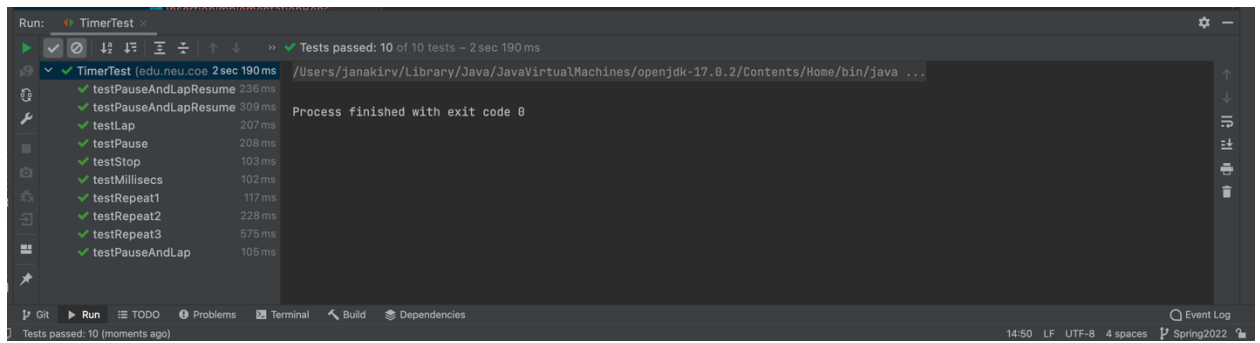 Run: TimerTest
Tests passed: 10 of 10 tests – 2 sec 190 ms
TimerTest (edu.neu.coe 2 sec 190 ms
/Users/janakirv/Library/Java/JavaVirtualMachines/openjdk-17.0.2/Contents/Home/bin/java ...
testPauseAndLapResume 236 ms
testPauseAndLapResume 309 ms
Process finished with exit code 0
testLap 207 ms
testPause 208 ms
testStop 103 ms
testMillisecs 102 ms
testRepeat1 117 ms
testRepeat2 228 ms
testRepeat3 575 ms
testPauseAndLap 105 ms
Git Run TODO Problems Terminal Build Dependencies Event Log
Tests passed: 10 (moments ago) 14:50 LF UTF-8 4 spaces Spring2022